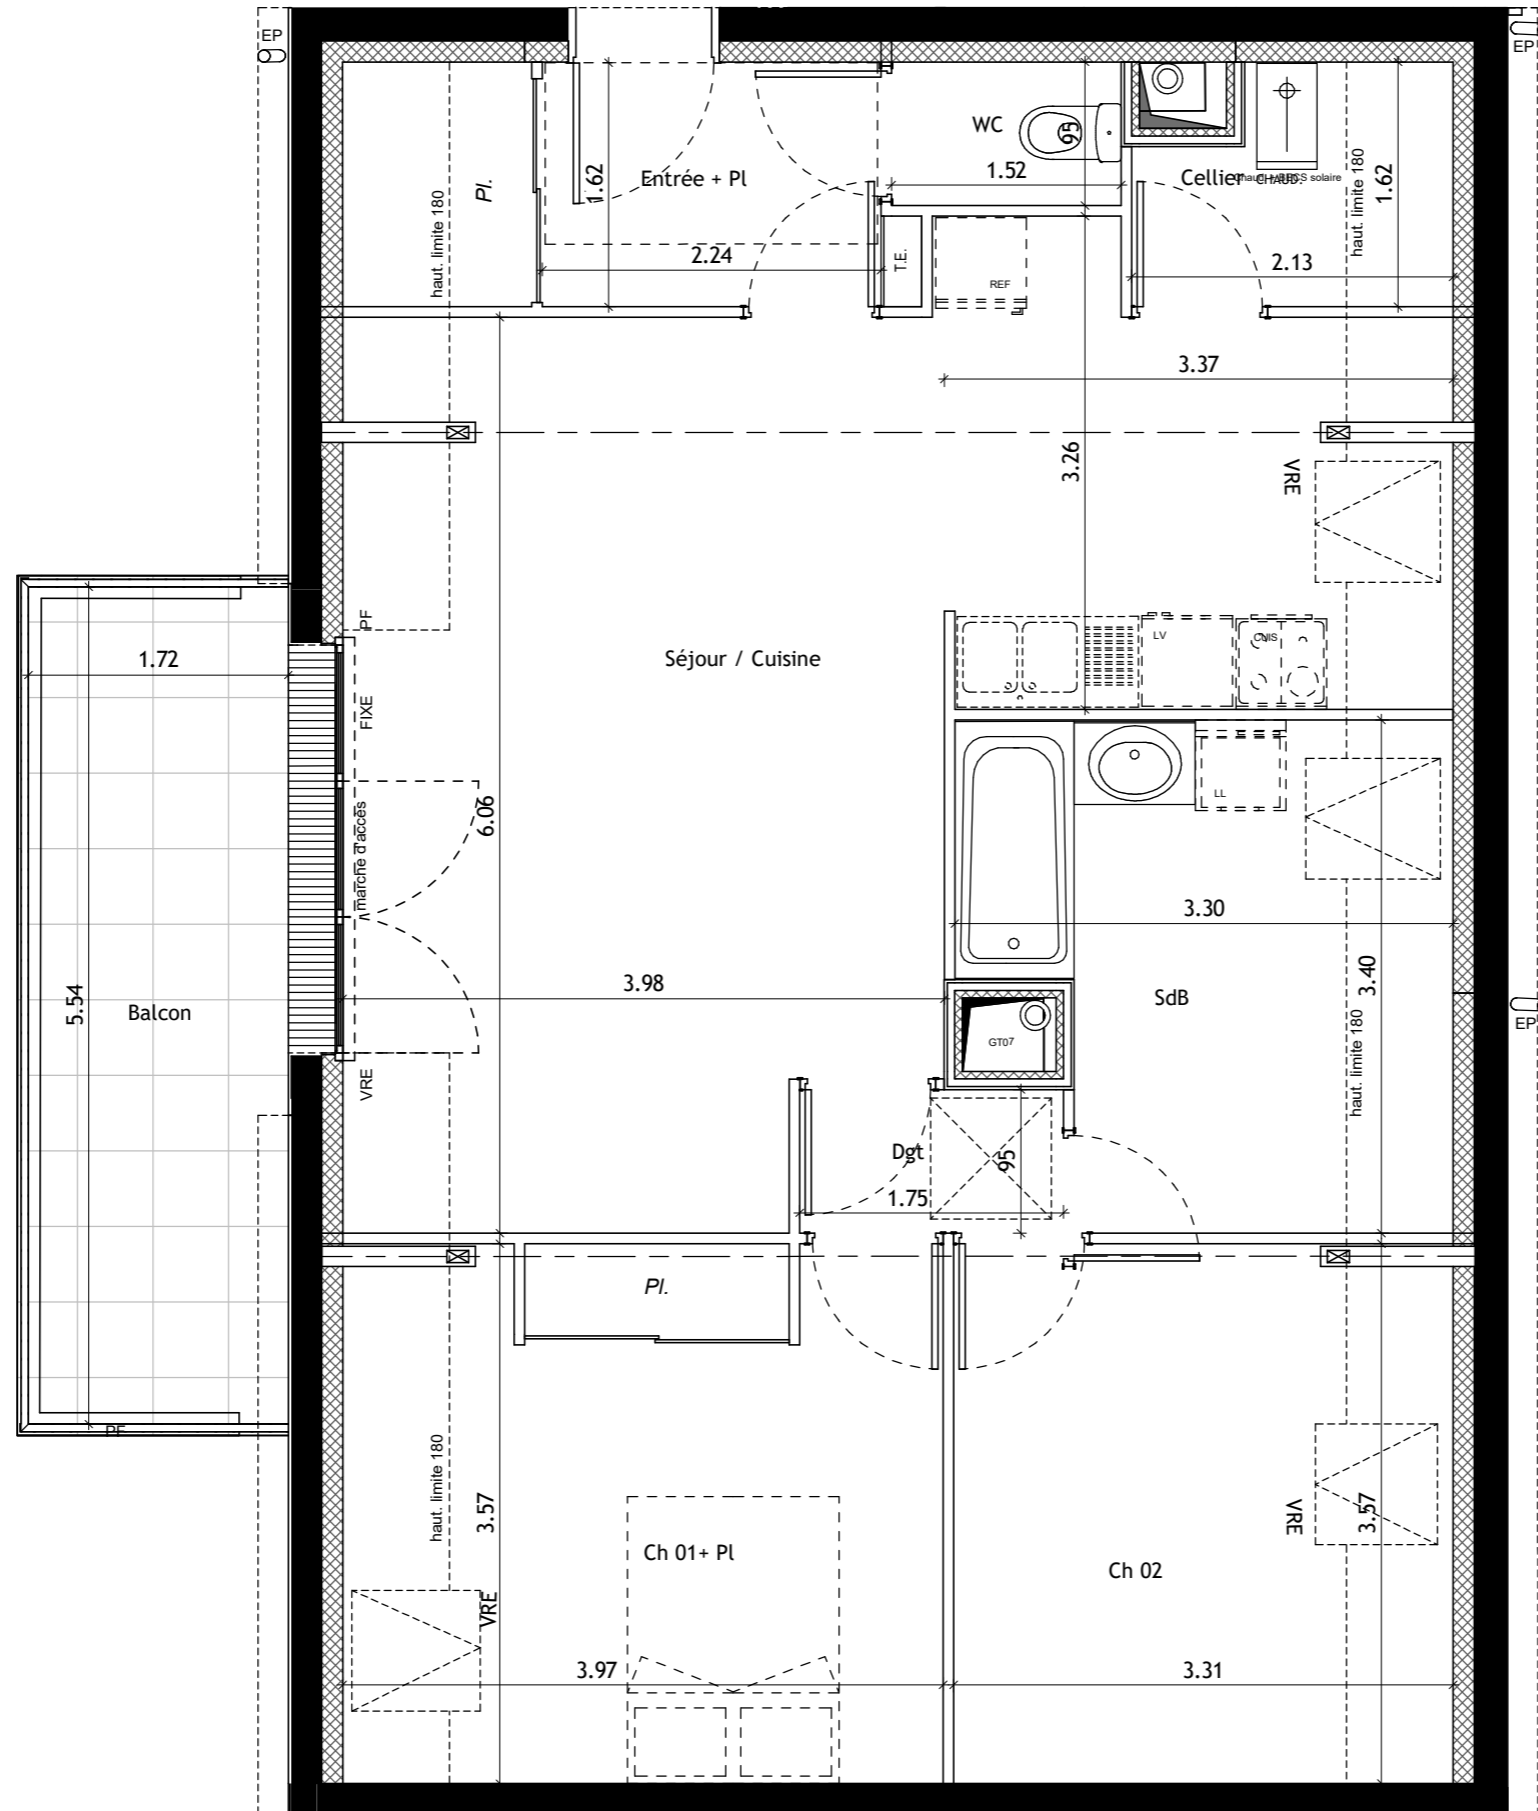 EP
EP
WC
95
1.52
Entrée + Pl
1.62
Pl.
haut. limite 180
2.24
T.E.
REF
Cellier
CHAUD.
haut. limite 180
1.62
2.13
3.37
3.26
VRE
PF
Séjour / Cuisine
LV
CUIS
1.72
FIXE
marche d'accès
6.06
LL
3.30
3.98
3.40
5.54
Balcon
SdB
GT07
EP
haut. limite 180
VRE
Dgt
95
1.75
Pl.
PF
haut. limite 180
3.57
Ch 01+ Pl
VRE
Ch 02
VRE
3.57
3.97
3.31